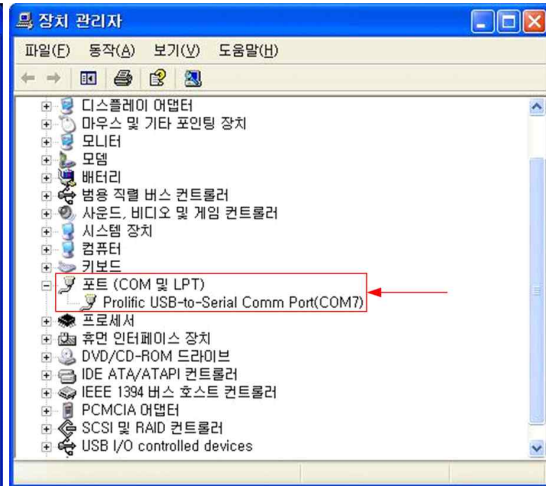 장치 관리자
파일(F) 동작(A) 보기(V) 도움말(H)
디스플레이 어댑터
마우스 및 기타 포인팅 장치
모니터
모뎀
배터리
범용 직렬 버스 컨트롤러
사운드, 비디오 및 게임 컨트롤러
시스템 장치
컴퓨터
키보드
포트 (COM 및 LPT)
Prolific USB-to-Serial Comm Port(COM7)
프로세서
휴먼 인터페이스 장치
DVD/CD-ROM 드라이브
IDE ATA/ATAPI 컨트롤러
IEEE 1394 버스 호스트 컨트롤러
PCMCIA 어댑터
SCSI 및 RAID 컨트롤러
USB I/O controlled devices